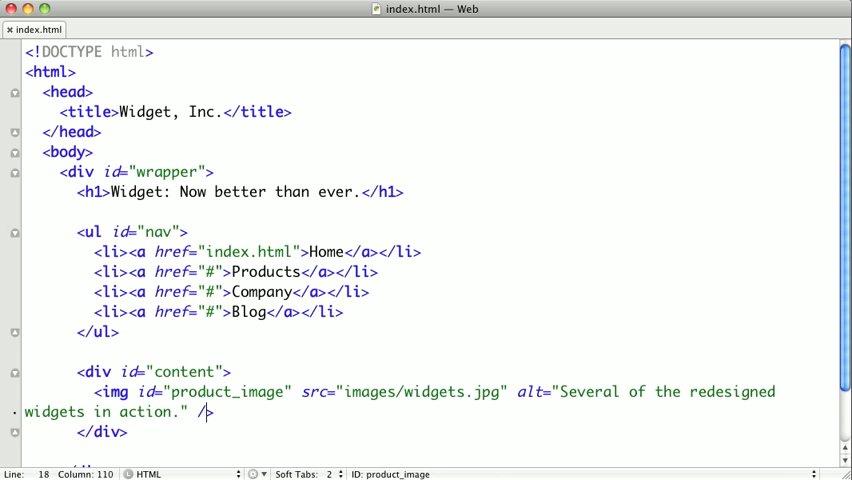 index.html — Web
index.html
<!DOCTYPE html>
<html>
<head>
<title>Widget, Inc.</title>
</head>
<body>
<div id="wrapper">
<h1>Widget: Now better than ever.</h1>
<ul id="nav">
<li><a href="index.html">Home</a></li>
<li><a href="#">Products</a></li>
<li><a href="#">Company</a></li>
<li><a href="#">Blog</a></li>
</ul>
<div id="content">
<img id="product_image" src="images/widgets.jpg" alt="Several of the redesigned
widgets in action." />
</div>
Line: 18 Column: 110 HTML Soft Tabs: 2 ID: product_image